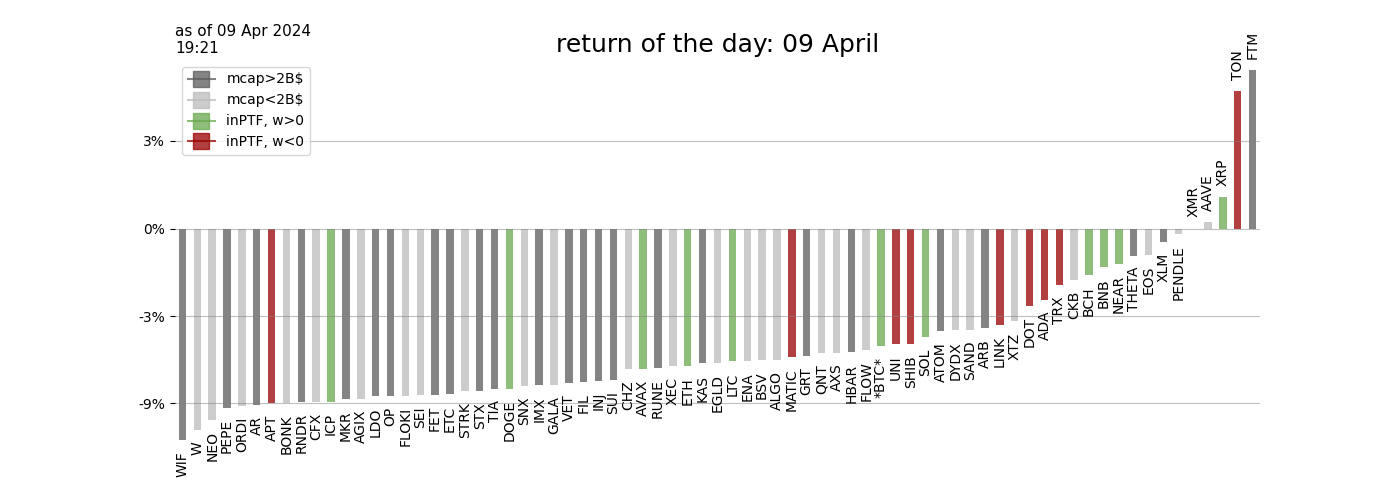 as of 09 Apr 2024
19:21
return of the day: 09 April
mcap>2B$
mcap<2B$
inPTF, w>0
inPTF, w<0
3%
0%
-3%
-9%
WIF
W
NEO
PEPE
ORDI
AR
APT
BONK
RNDR
CFX
ICP
MKR
AGIX
LDO
OP
FLOKI
SEI
FET
ETC
STRK
STX
TIA
DOGE
SNX
IMX
GALA
VET
FIL
INJ
SUI
CHZ
AVAX
RUNE
XEC
ETH
KAS
EGLD
LTC
ENA
BSV
ALGO
MATIC
GRT
QNT
AXS
HBAR
FLOW
*BTC*
UNI
SHIB
SOL
ATOM
DYDX
SAND
ARB
LINK
XTZ
DOT
ADA
TRX
CKB
BCH
BNB
NEAR
THETA
EOS
XLM
PENDLE
XMR
AAVE
XRP
TON
FTM